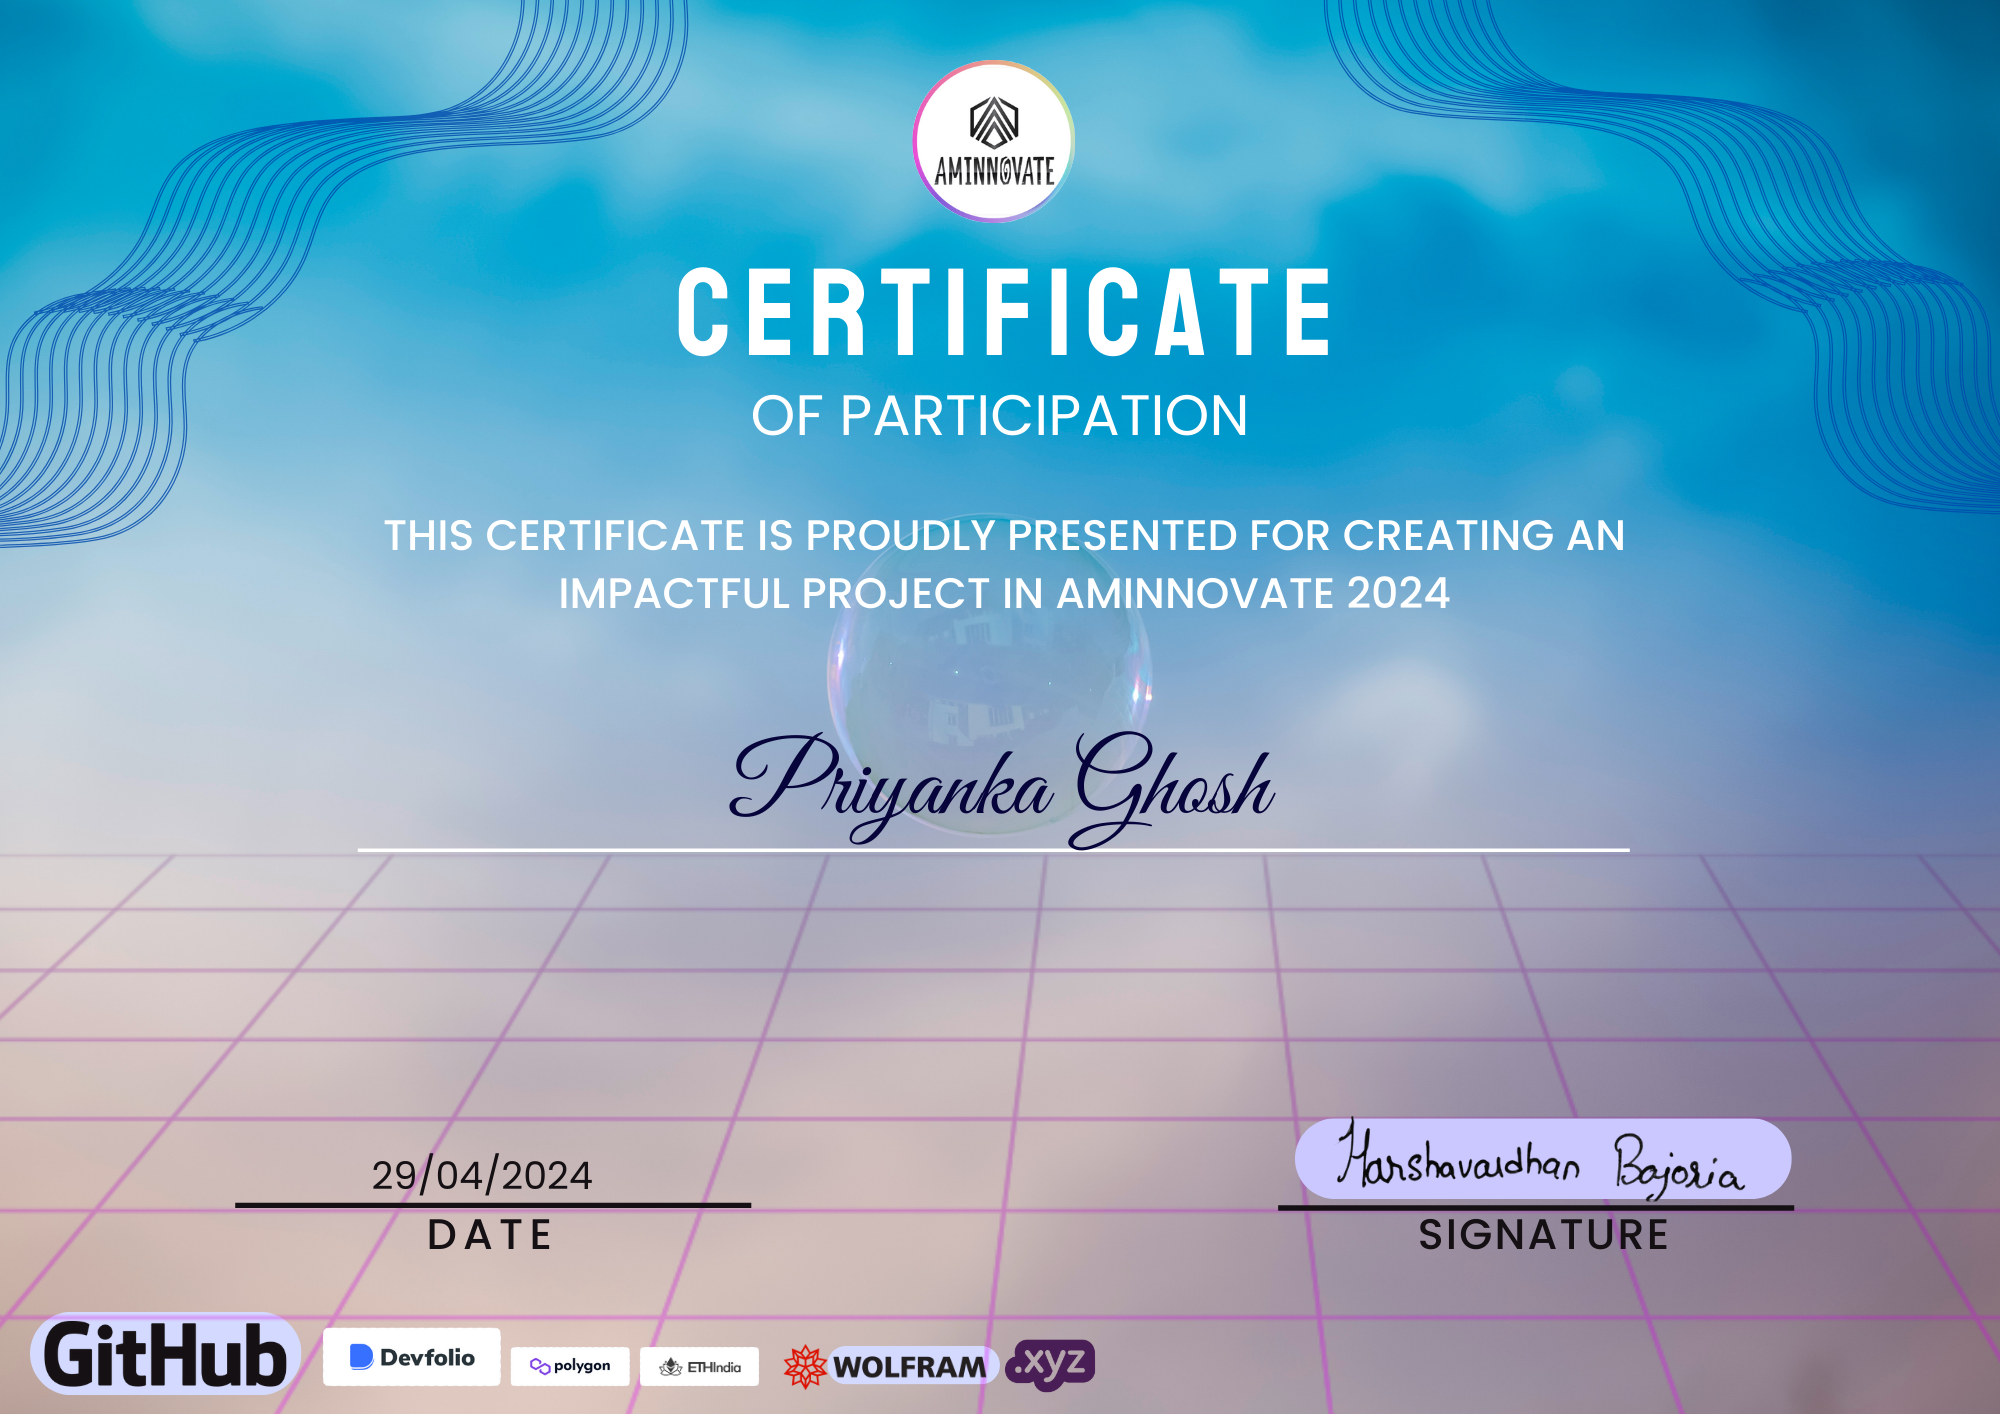 AMINNOVATE
CERTIFICATE
OF PARTICIPATION
THIS CERTIFICATE IS PROUDLY PRESENTED FOR CREATING AN
IMPACTFUL PROJECT IN AMINNOVATE 2024
Priyanka Ghosh
29/04/2024
DATE
Harshavardhan Bajoria
SIGNATURE
GitHub Devfolio polygon ETHIndia WOLFRAM .xyz